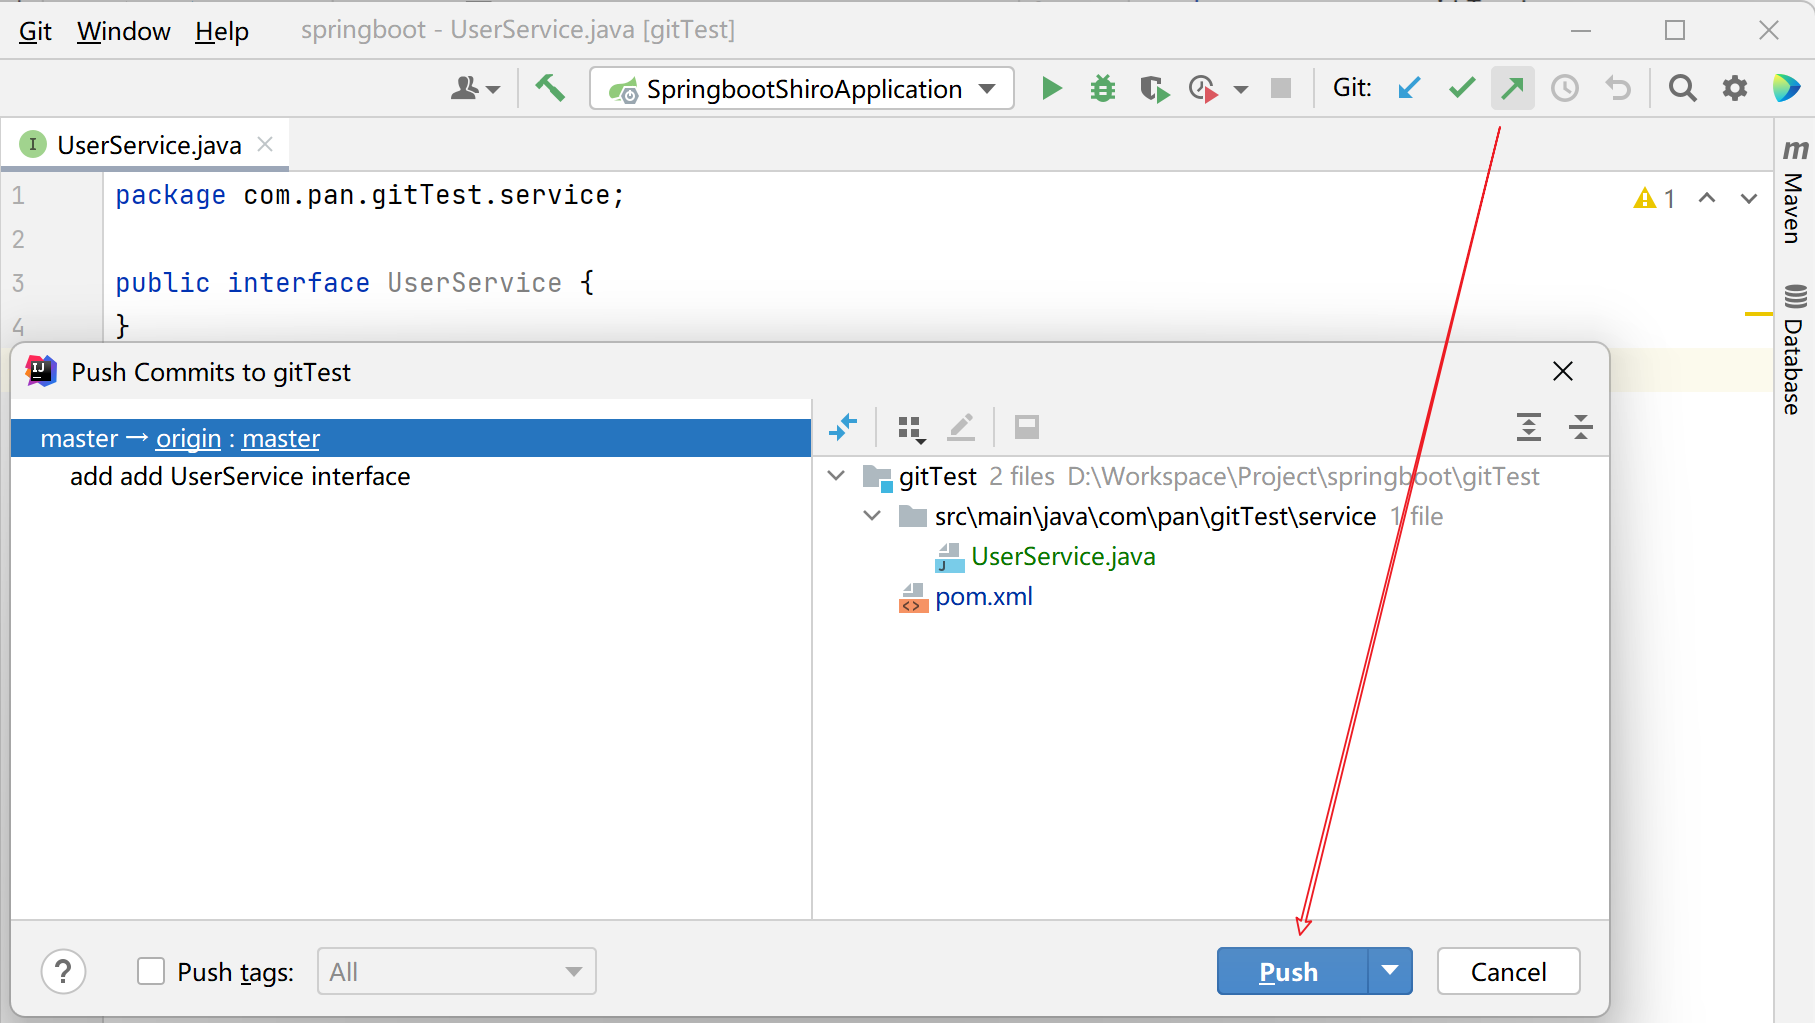 Git Window Help springboot - UserService.java [gitTest]
SpringbootShiroApplication Git:
I UserService.java
1 package com.pan.gitTest.service;
2
3 public interface UserService {
4 }
1
m Maven
Database
IJ Push Commits to gitTest
master → origin : master
add add UserService interface
gitTest 2 files D:\Workspace\Project\springboot\gitTest
src\main\java\com\pan\gitTest\service 1 file
J UserService.java
<> pom.xml
? Push tags: All Push Cancel